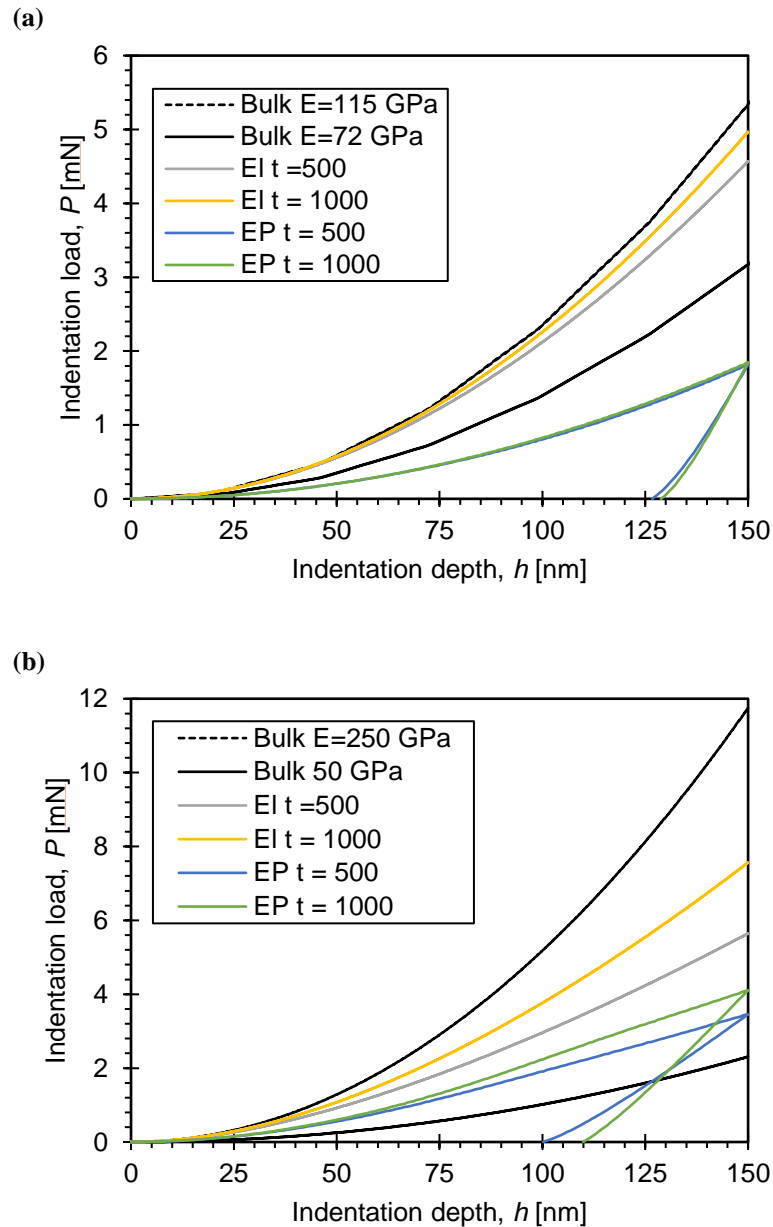 (a)
6
5
4
3
2
1
0
Indentation load, P [mN]
Bulk E=115 GPa
Bulk E=72 GPa
El t =500
El t = 1000
EP t = 500
EP t = 1000
0 25 50 75 100 125 150
Indentation depth, h [nm]
(b)
12
10
8
6
4
2
0
Indentation load, P [mN]
Bulk E=250 GPa
Bulk 50 GPa
El t =500
El t = 1000
EP t = 500
EP t = 1000
0 25 50 75 100 125 150
Indentation depth, h [nm]